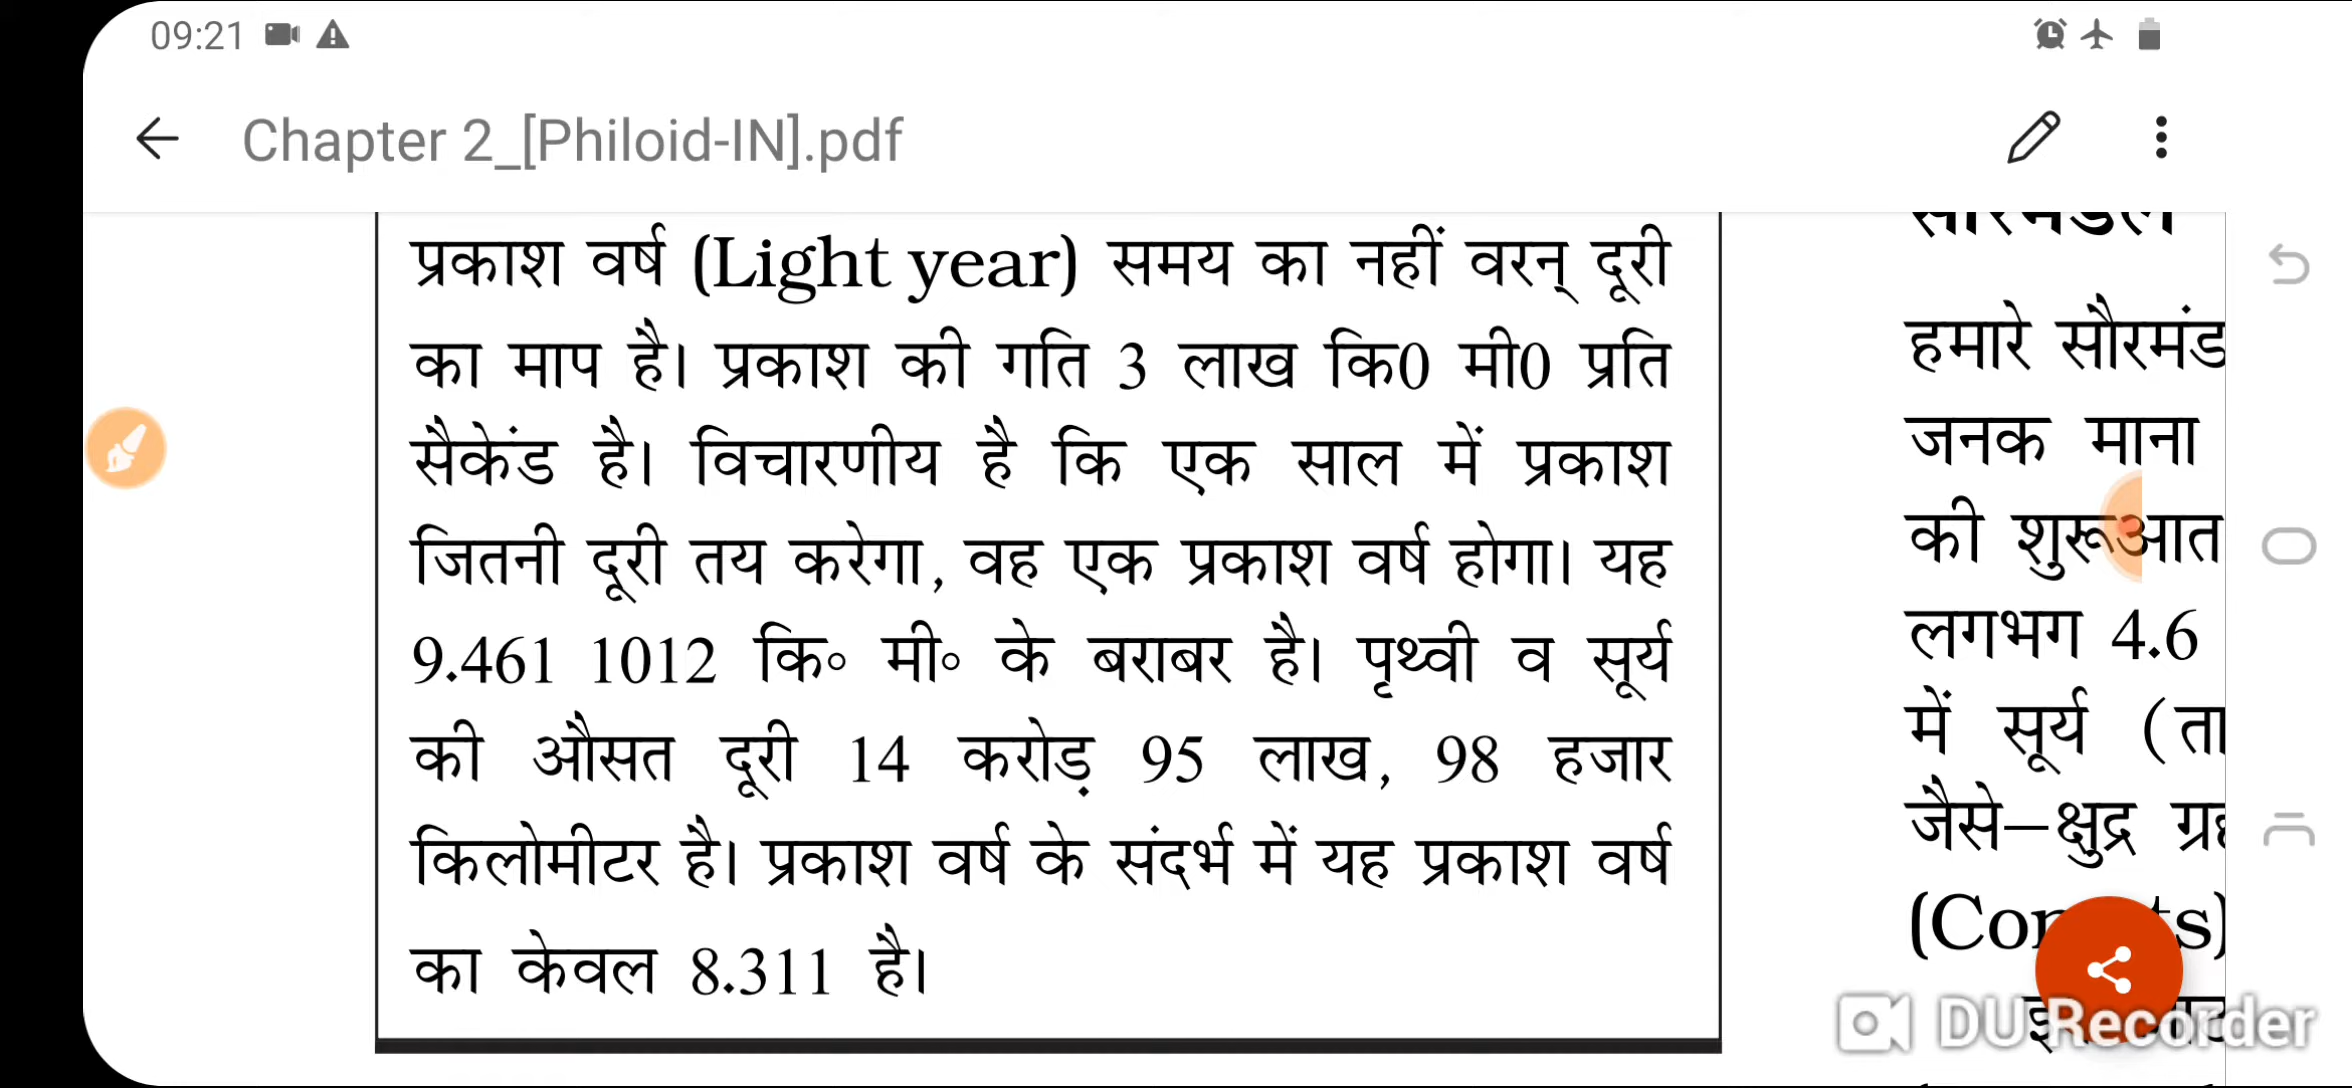 09:21
Chapter 2_[Philoid-IN].pdf
प्रकाश वर्ष (Light year) समय का नहीं वरन् दूरी
का माप है। प्रकाश की गति 3 लाख कि0 मी0 प्रति
सैकेंड है। विचारणीय है कि एक साल में प्रकाश
जितनी दूरी तय करेगा, वह एक प्रकाश वर्ष होगा। यह
9.461 1012 कि॰ मी॰ के बराबर है। पृथ्वी व सूर्य
की औसत दूरी 14 करोड़ 95 लाख, 98 हजार
किलोमीटर है। प्रकाश वर्ष के संदर्भ में यह प्रकाश वर्ष
का केवल 8.311 है।
हमारे सौरमंड
जनक माना
की शुरूआत
लगभग 4.6
में सूर्य (ता
जैसे—क्षुद्र
DU Recorder